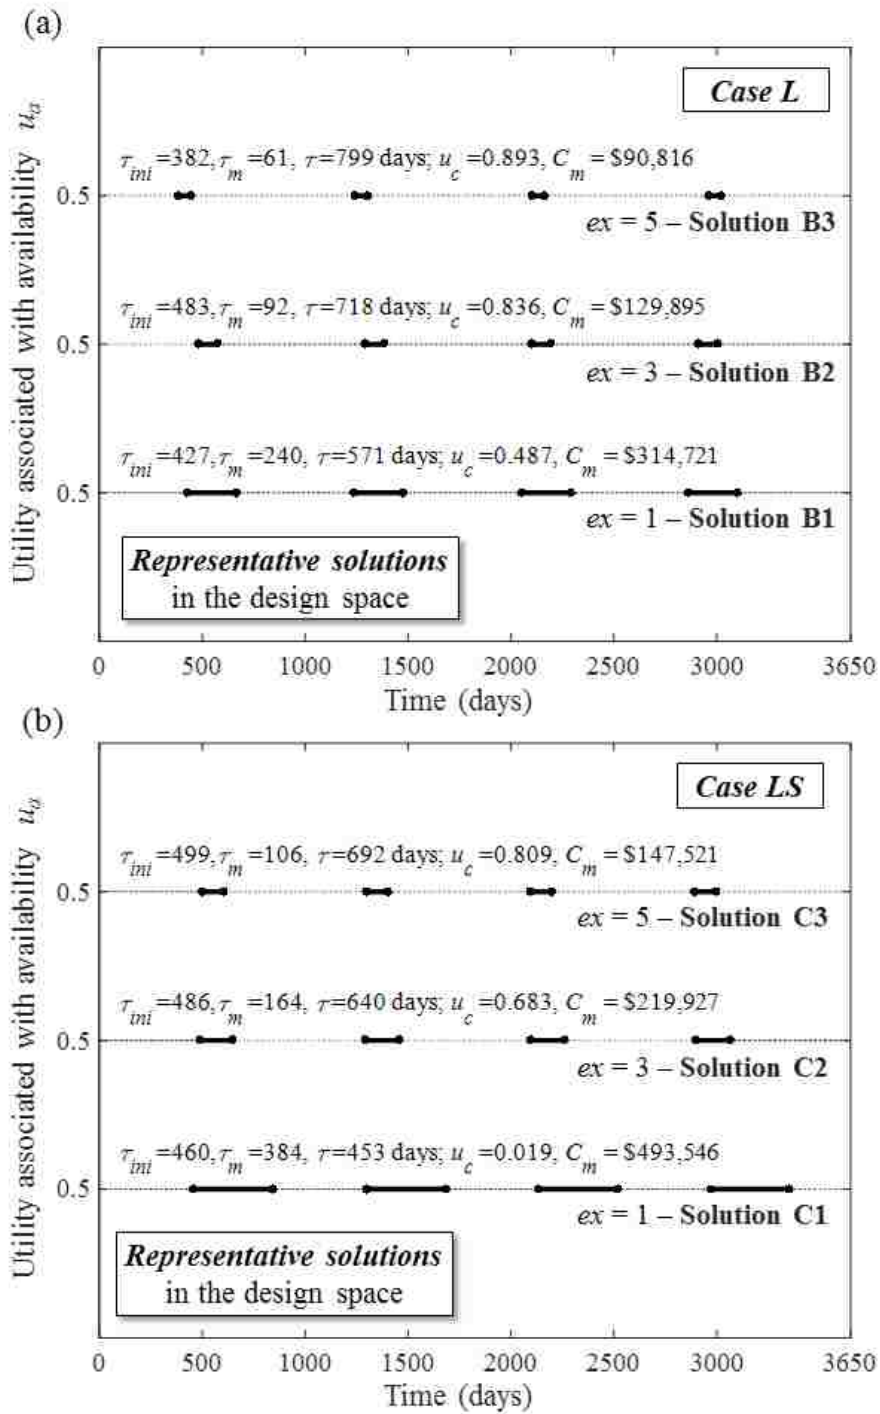 (a)
Case L
τini=382, τm=61, τ=799 days; uc=0.893, Cm=$90,816
0.5
ex = 5 – Solution B3
τini=483, τm=92, τ=718 days; uc=0.836, Cm=$129,895
0.5
ex = 3 – Solution B2
τini=427, τm=240, τ=571 days; uc=0.487, Cm=$314,721
0.5
ex = 1 – Solution B1
Representative solutions
in the design space
Utility associated with availability ua
0 500 1000 1500 2000 2500 3000 3650
Time (days)
(b)
Case LS
τini=499, τm=106, τ=692 days; uc=0.809, Cm=$147,521
0.5
ex = 5 – Solution C3
τini=486, τm=164, τ=640 days; uc=0.683, Cm=$219,927
0.5
ex = 3 – Solution C2
τini=460, τm=384, τ=453 days; uc=0.019, Cm=$493,546
0.5
ex = 1 – Solution C1
Representative solutions
in the design space
Utility associated with availability ua
0 500 1000 1500 2000 2500 3000 3650
Time (days)